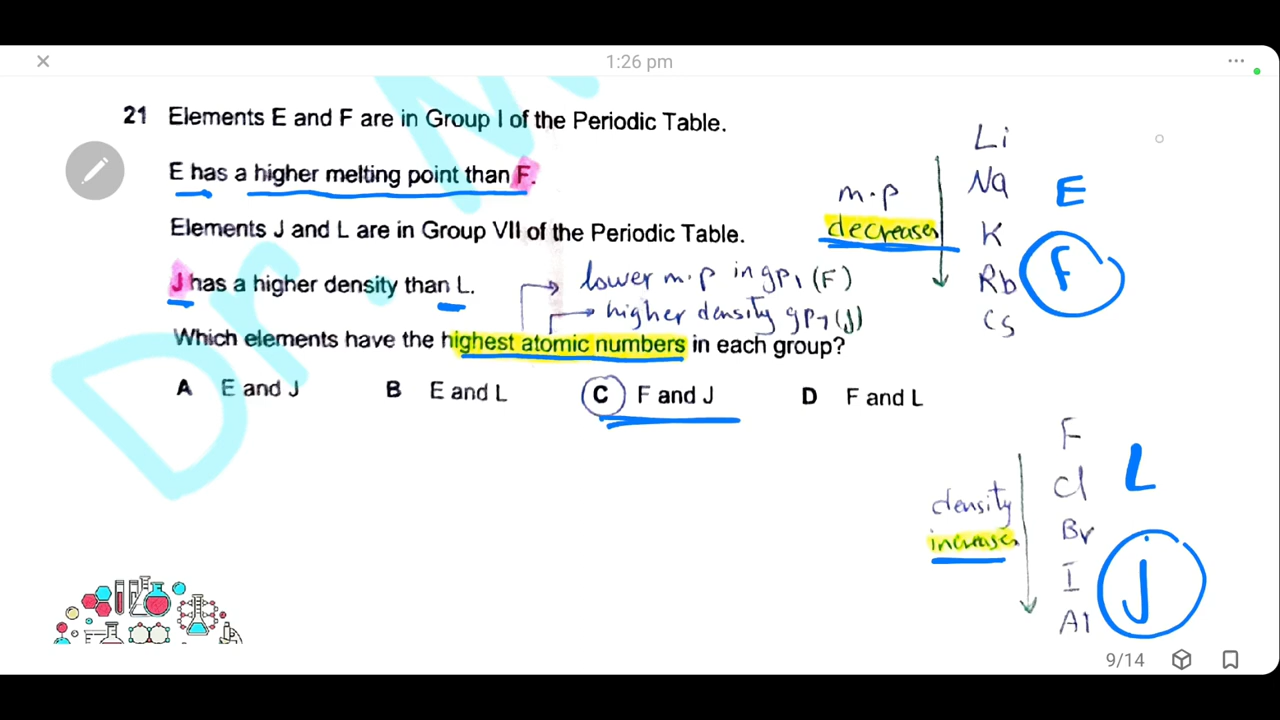 1:26 pm
21 Elements E and F are in Group I of the Periodic Table.
E has a higher melting point than F.
Elements J and L are in Group VII of the Periodic Table.
J has a higher density than L.
lower m.p in gp1 (F)
higher density gp7 (J)
Which elements have the highest atomic numbers in each group?
A E and J B E and L C F and J D F and L
m.p
decreases
Li
Na
K
Rb
Cs
E
F
density
increases
F
Cl
Br
I
At
L
J
Dr. M
9/14